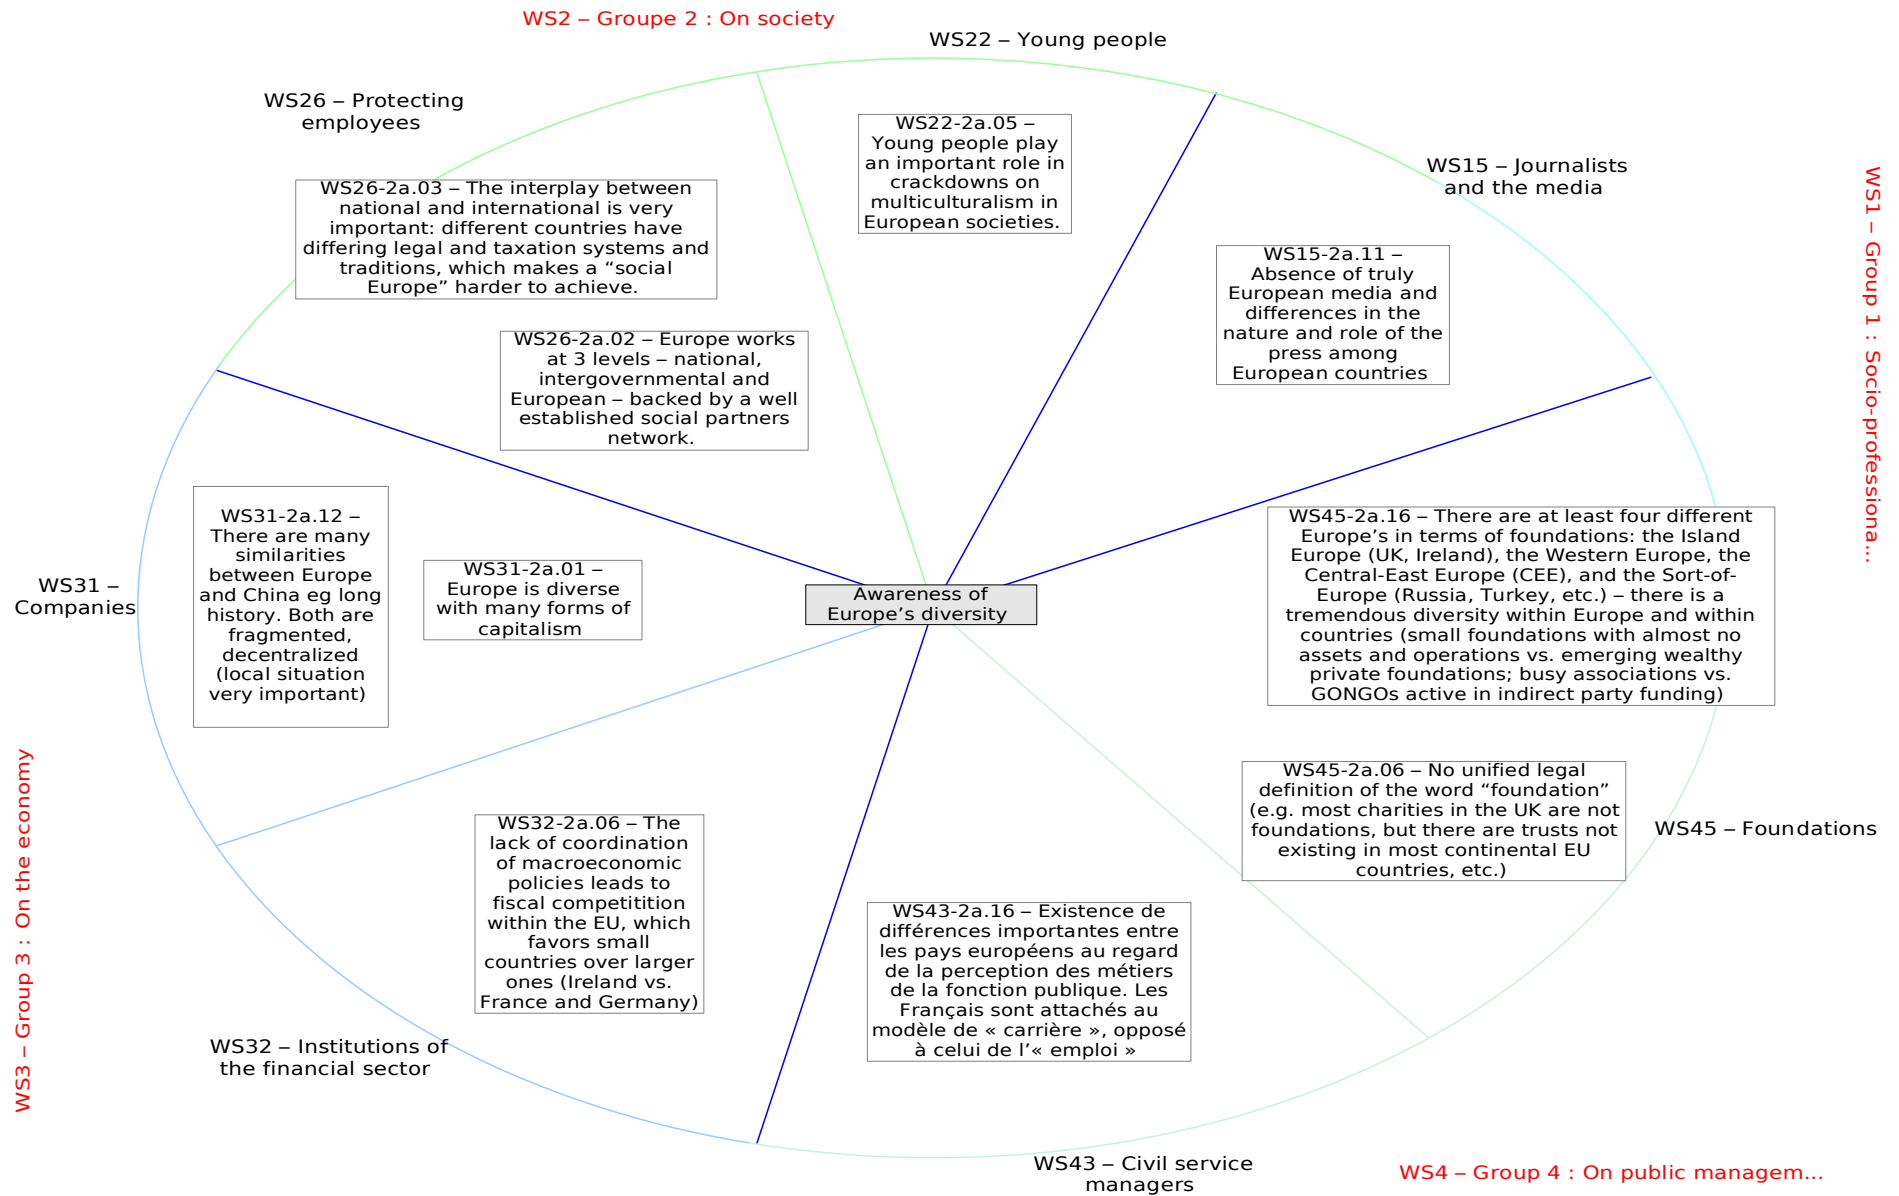 WS2 – Groupe 2 : On society
WS22 – Young people
WS26 – Protecting
employees
WS22-2a.05 –
Young people play
an important role in
crackdowns on
multiculturalism in
European societies.
WS15 – Journalists
and the media
WS1 – Group 1 : Socio-professiona...
WS26-2a.03 – The interplay between
national and international is very
important: different countries have
differing legal and taxation systems and
traditions, which makes a “social
Europe” harder to achieve.
WS15-2a.11 –
Absence of truly
European media and
differences in the
nature and role of the
press among
European countries
WS26-2a.02 – Europe works
at 3 levels – national,
intergovernmental and
European – backed by a well
established social partners
network.
WS31 –
Companies
WS31-2a.12 –
There are many
similarities
between Europe
and China eg long
history. Both are
fragmented,
decentralized
(local situation
very important)
WS31-2a.01 –
Europe is diverse
with many forms of
capitalism
Awareness of
Europe’s diversity
WS45-2a.16 – There are at least four different
Europe’s in terms of foundations: the Island
Europe (UK, Ireland), the Western Europe, the
Central-East Europe (CEE), and the Sort-of-
Europe (Russia, Turkey, etc.) – there is a
tremendous diversity within Europe and within
countries (small foundations with almost no
assets and operations vs. emerging wealthy
private foundations; busy associations vs.
GONGOs active in indirect party funding)
WS3 – Group 3 : On the economy
WS45-2a.06 – No unified legal
definition of the word “foundation”
(e.g. most charities in the UK are not
foundations, but there are trusts not
existing in most continental EU
countries, etc.)
WS45 – Foundations
WS32-2a.06 – The
lack of coordination
of macroeconomic
policies leads to
fiscal competitition
within the EU, which
favors small
countries over larger
ones (Ireland vs.
France and Germany)
WS43-2a.16 – Existence de
différences importantes entre
les pays européens au regard
de la perception des métiers
de la fonction publique. Les
Français sont attachés au
modèle de « carrière », opposé
à celui de l’« emploi »
WS32 – Institutions of
the financial sector
WS43 – Civil service
managers
WS4 – Group 4 : On public managem...